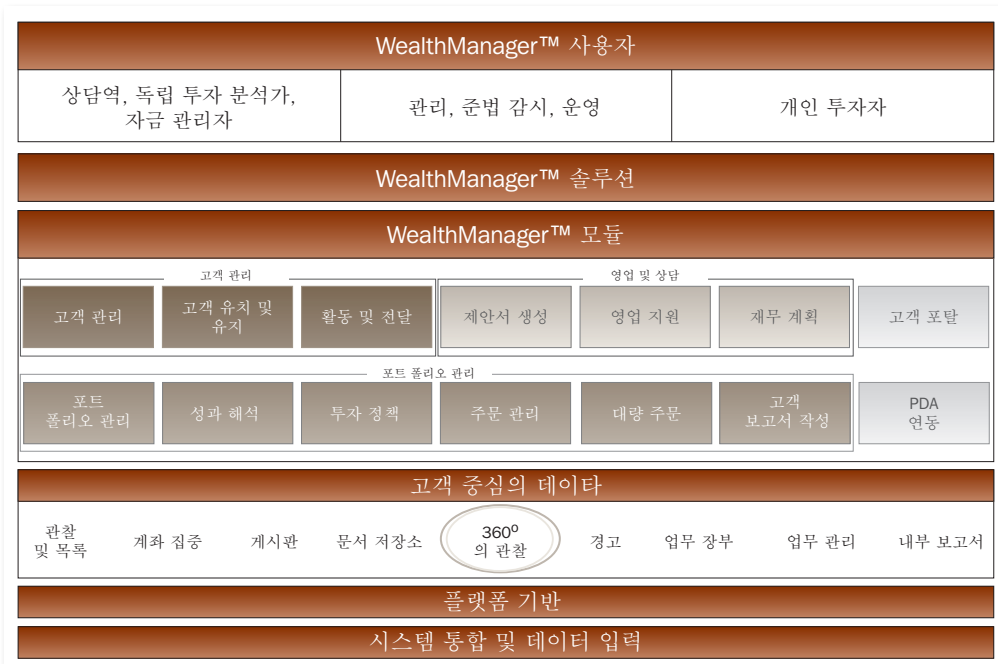 WealthManager™ 사용자
상담역, 독립 투자 분석가,
자금 관리자
관리, 준법 감시, 운영
개인 투자자
WealthManager™ 솔루션
WealthManager™ 모듈
고객 관리
영업 및 상담
고객 관리
고객 유치 및
유지
활동 및 전달
제안서 생성
영업 지원
재무 계획
고객 포탈
포트 폴리오 관리
포트
폴리오 관리
성과 해석
투자 정책
주문 관리
대량 주문
고객
보고서 작성
PDA
연동
고객 중심의 데이타
관찰
및 목록
계좌 집중
게시판
문서 저장소
360º
의 관찰
경고
업무 장부
업무 관리
내부 보고서
플랫폼 기반
시스템 통합 및 데이터 입력